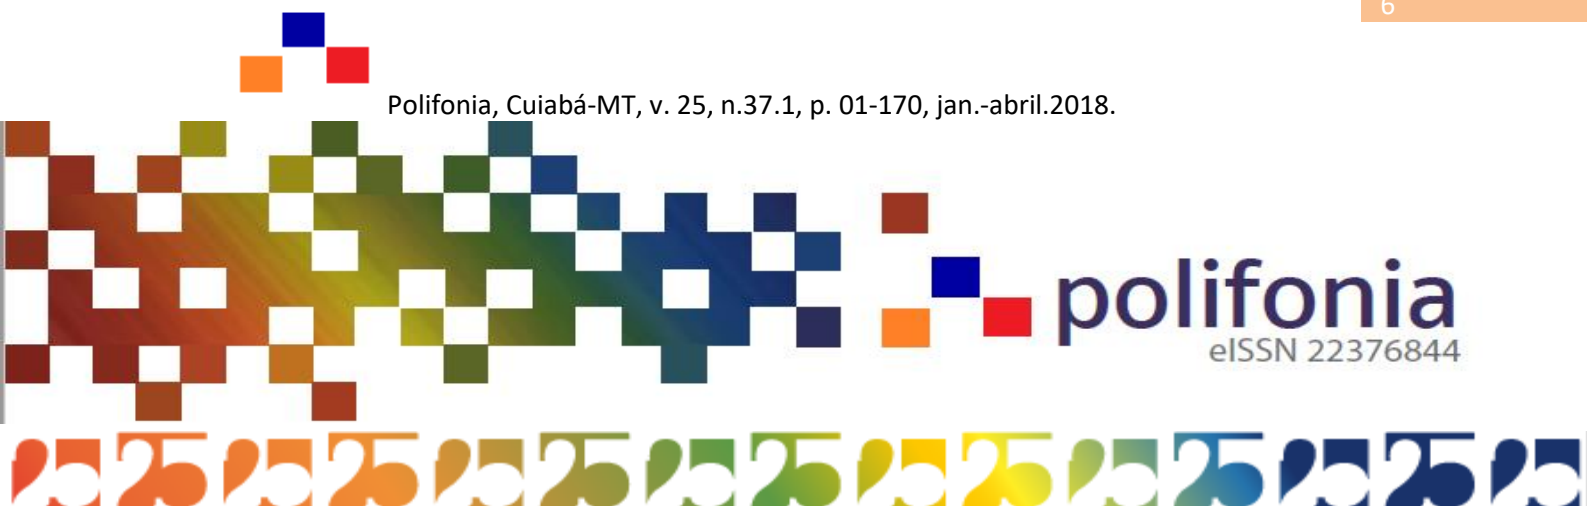 6
Polifonia, Cuiabá-MT, v. 25, n.37.1, p. 01-170, jan.-abril.2018.
polifonia
eISSN 22376844
25 25 25 25 25 25 25 25 25 25 25 25 25 25 25